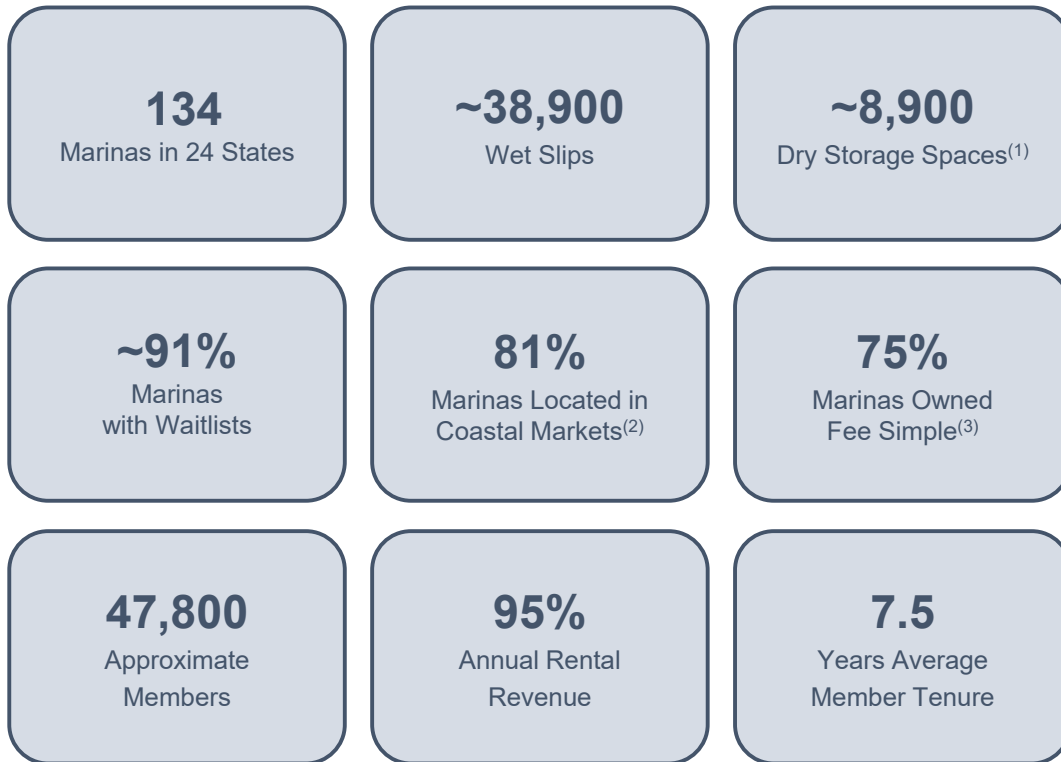 134
Marinas in 24 States
~38,900
Wet Slips
~8,900
Dry Storage Spaces(1)
~91%
Marinas
with Waitlists
81%
Marinas Located in
Coastal Markets(2)
75%
Marinas Owned
Fee Simple(3)
47,800
Approximate
Members
95%
Annual Rental
Revenue
7.5
Years Average
Member Tenure